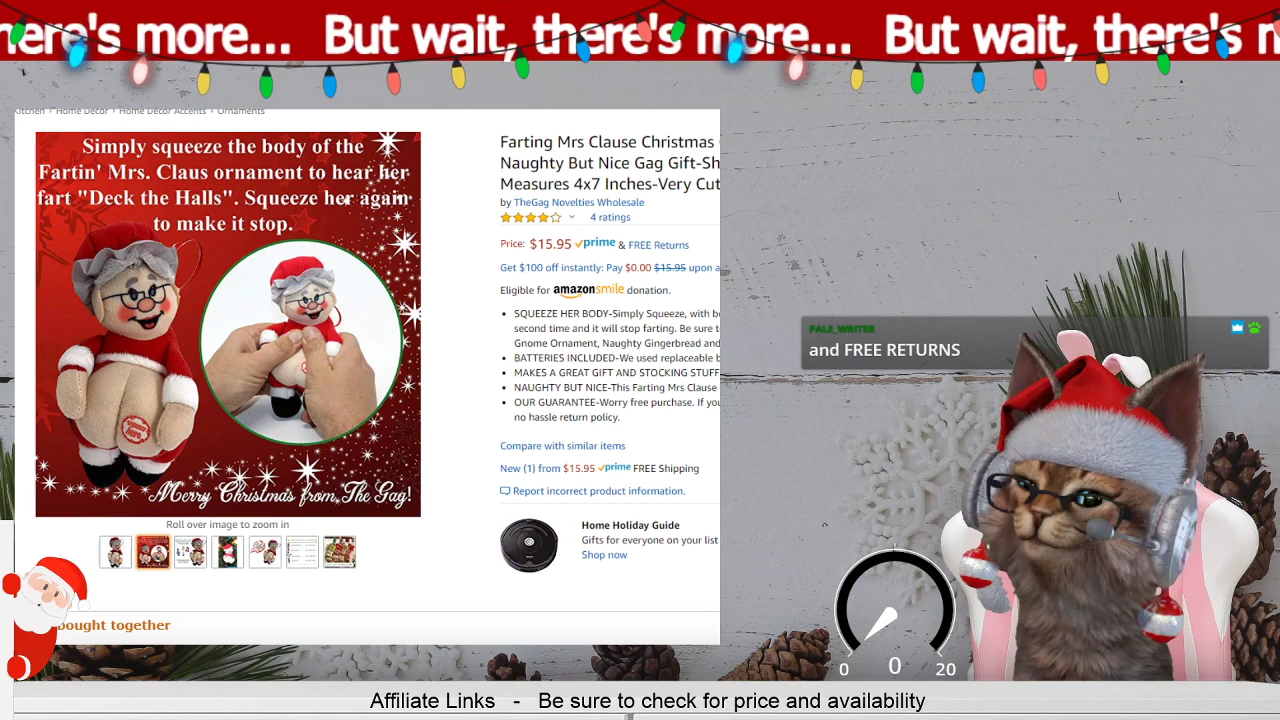 here's more... But wait, there's more... But wait, there's m
Kitchen › Home Décor › Home Décor Accents › Ornaments
Simply squeeze the body of the
Fartin' Mrs. Claus ornament to hear her
fart "Deck the Halls". Squeeze her again
to make it stop.
Merry Christmas from The Gag!
Roll over image to zoom in
Farting Mrs Clause Christmas
Naughty But Nice Gag Gift-Sh
Measures 4x7 Inches-Very Cut
by TheGag Novelties Wholesale
4 ratings
Price: $15.95 prime & FREE Returns
Get $100 off instantly: Pay $0.00 $15.95 upon a
Eligible for amazonsmile donation.
• SQUEEZE HER BODY-Simply Squeeze, with b
second time and it will stop farting. Be sure t
Gnome Ornament, Naughty Gingerbread and
• BATTERIES INCLUDED-We used replaceable b
• MAKES A GREAT GIFT AND STOCKING STUFF
• NAUGHTY BUT NICE-This Farting Mrs Clause
• OUR GUARANTEE-Worry free purchase. If you
no hassle return policy.
Compare with similar items
New (1) from $15.95 prime FREE Shipping
Report incorrect product information.
Home Holiday Guide
Gifts for everyone on your list
Shop now
bought together
PALE_WRITER
and FREE RETURNS
0 0 20
Affiliate Links - Be sure to check for price and availability